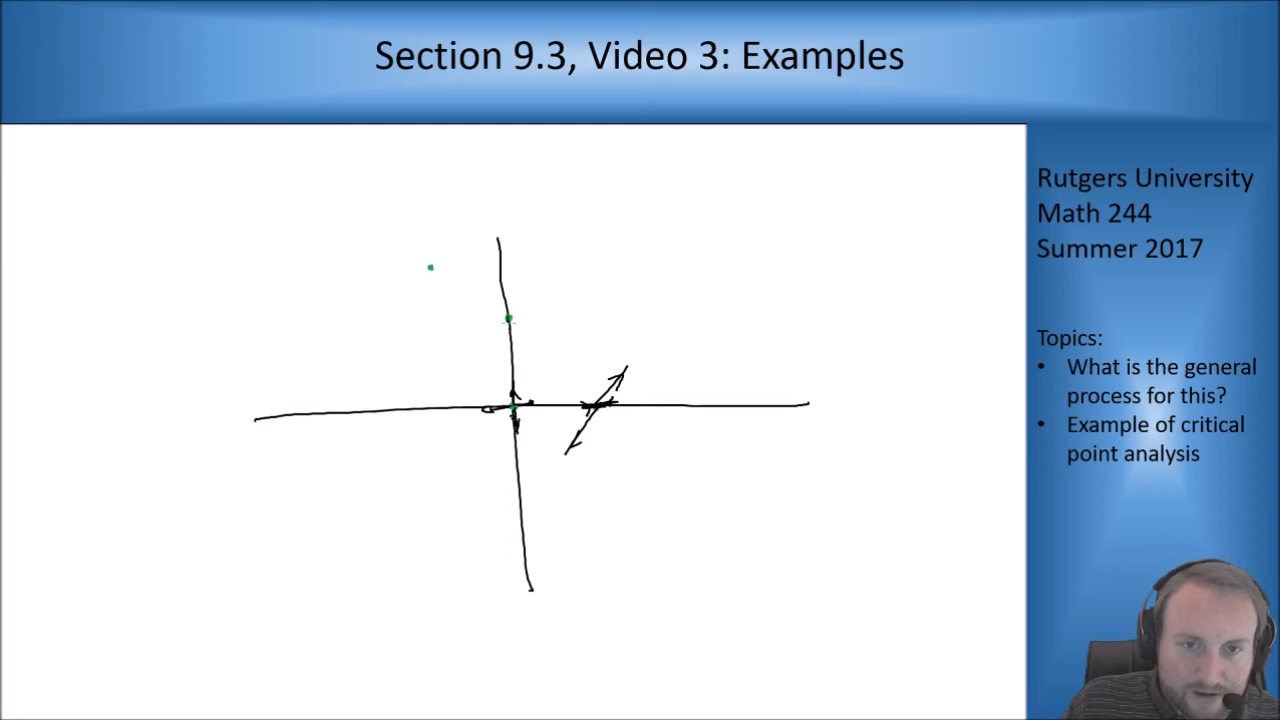 Section 9.3, Video 3: Examples
Rutgers University
Math 244
Summer 2017
Topics:
• What is the general
process for this?
• Example of critical
point analysis